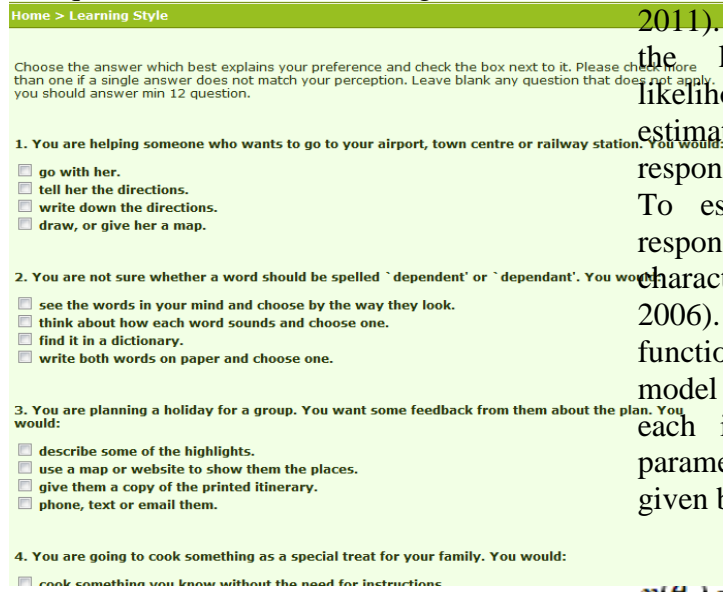 Home > Learning Style
Choose the answer which best explains your preference and check the box next to it. Please check more
than one if a single answer does not match your perception. Leave blank any question that does not apply.
you should answer min 12 question.
1. You are helping someone who wants to go to your airport, town centre or railway station. You would:
go with her.
tell her the directions.
write down the directions.
draw, or give her a map.
2. You are not sure whether a word should be spelled `dependent' or `dependant'. You would:
see the words in your mind and choose by the way they look.
think about how each word sounds and choose one.
find it in a dictionary.
write both words on paper and choose one.
3. You are planning a holiday for a group. You want some feedback from them about the plan. You
would:
describe some of the highlights.
use a map or website to show them the places.
give them a copy of the printed itinerary.
phone, text or email them.
4. You are going to cook something as a special treat for your family. You would:
cook something you know without the need for instructions
2011).
the
likeliho
estima
respon
To es
respon
charact
2006).
functio
model
each
parame
given